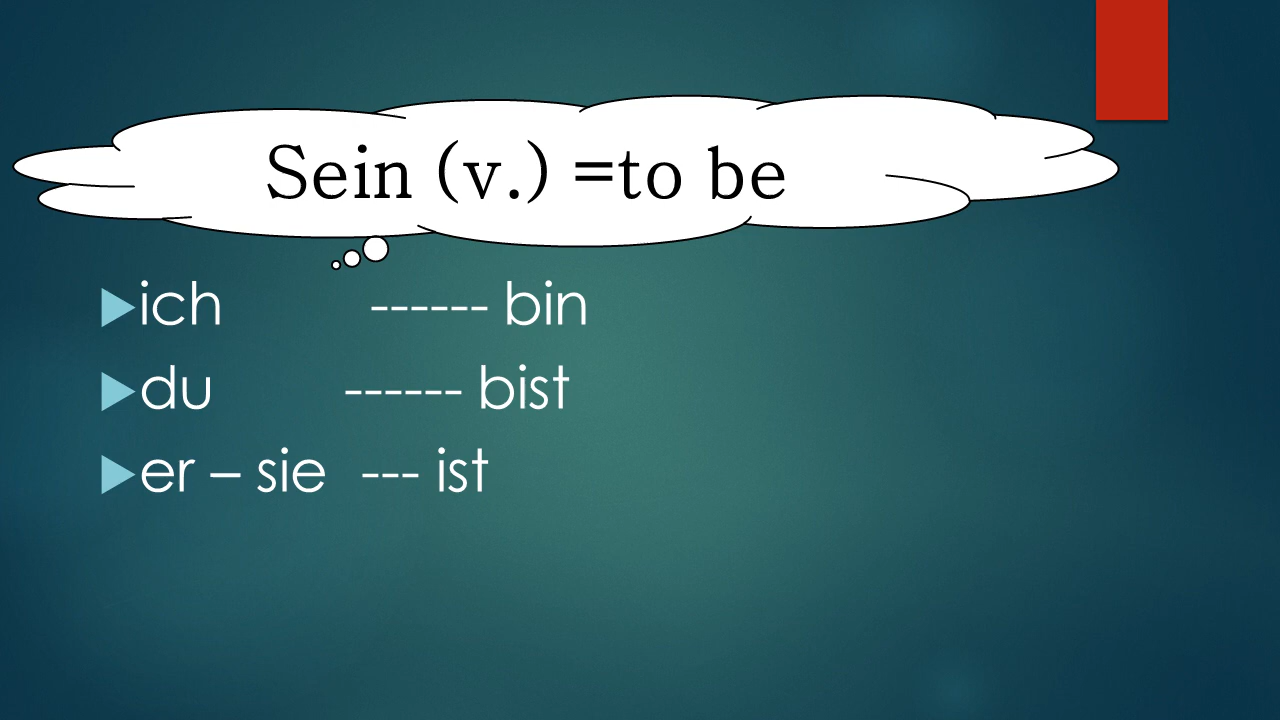 Sein (v.) =to be
ich ------ bin
du ------ bist
er – sie --- ist